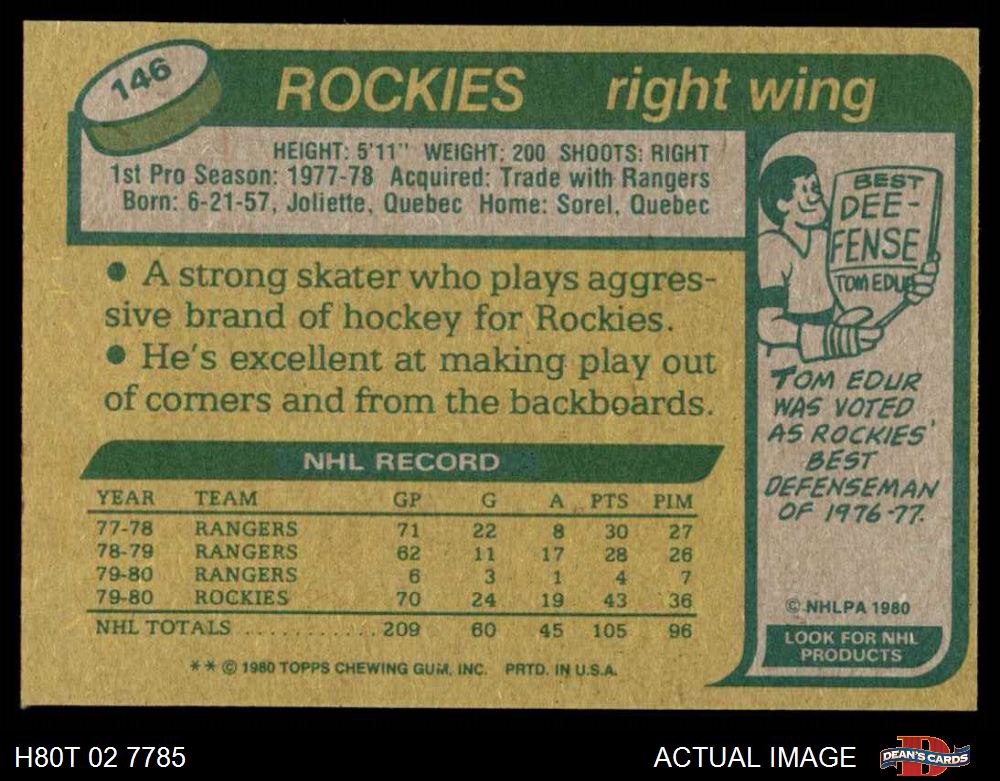 146
ROCKIES right wing
HEIGHT: 5'11" WEIGHT: 200 SHOOTS: RIGHT
1st Pro Season: 1977-78 Acquired: Trade with Rangers
Born: 6-21-57, Joliette, Quebec Home: Sorel, Quebec
● A strong skater who plays aggres-
sive brand of hockey for Rockies.
● He's excellent at making play out
of corners and from the backboards.
NHL RECORD
YEAR TEAM GP G A PTS PIM
77-78 RANGERS 71 22 8 30 27
78-79 RANGERS 62 11 17 28 26
79-80 RANGERS 6 3 1 4 7
79-80 ROCKIES 70 24 19 43 36
NHL TOTALS ............209 60 45 105 96
** © 1980 TOPPS CHEWING GUM, INC. PRTD. IN U.S.A.
BEST
DEE-
FENSE
TOM EDUR
TOM EDUR
WAS VOTED
AS ROCKIES'
BEST
DEFENSEMAN
OF 1976-77.
© NHLPA 1980
LOOK FOR NHL
PRODUCTS
H80T 02 7785
ACTUAL IMAGE
DEAN'S CARDS